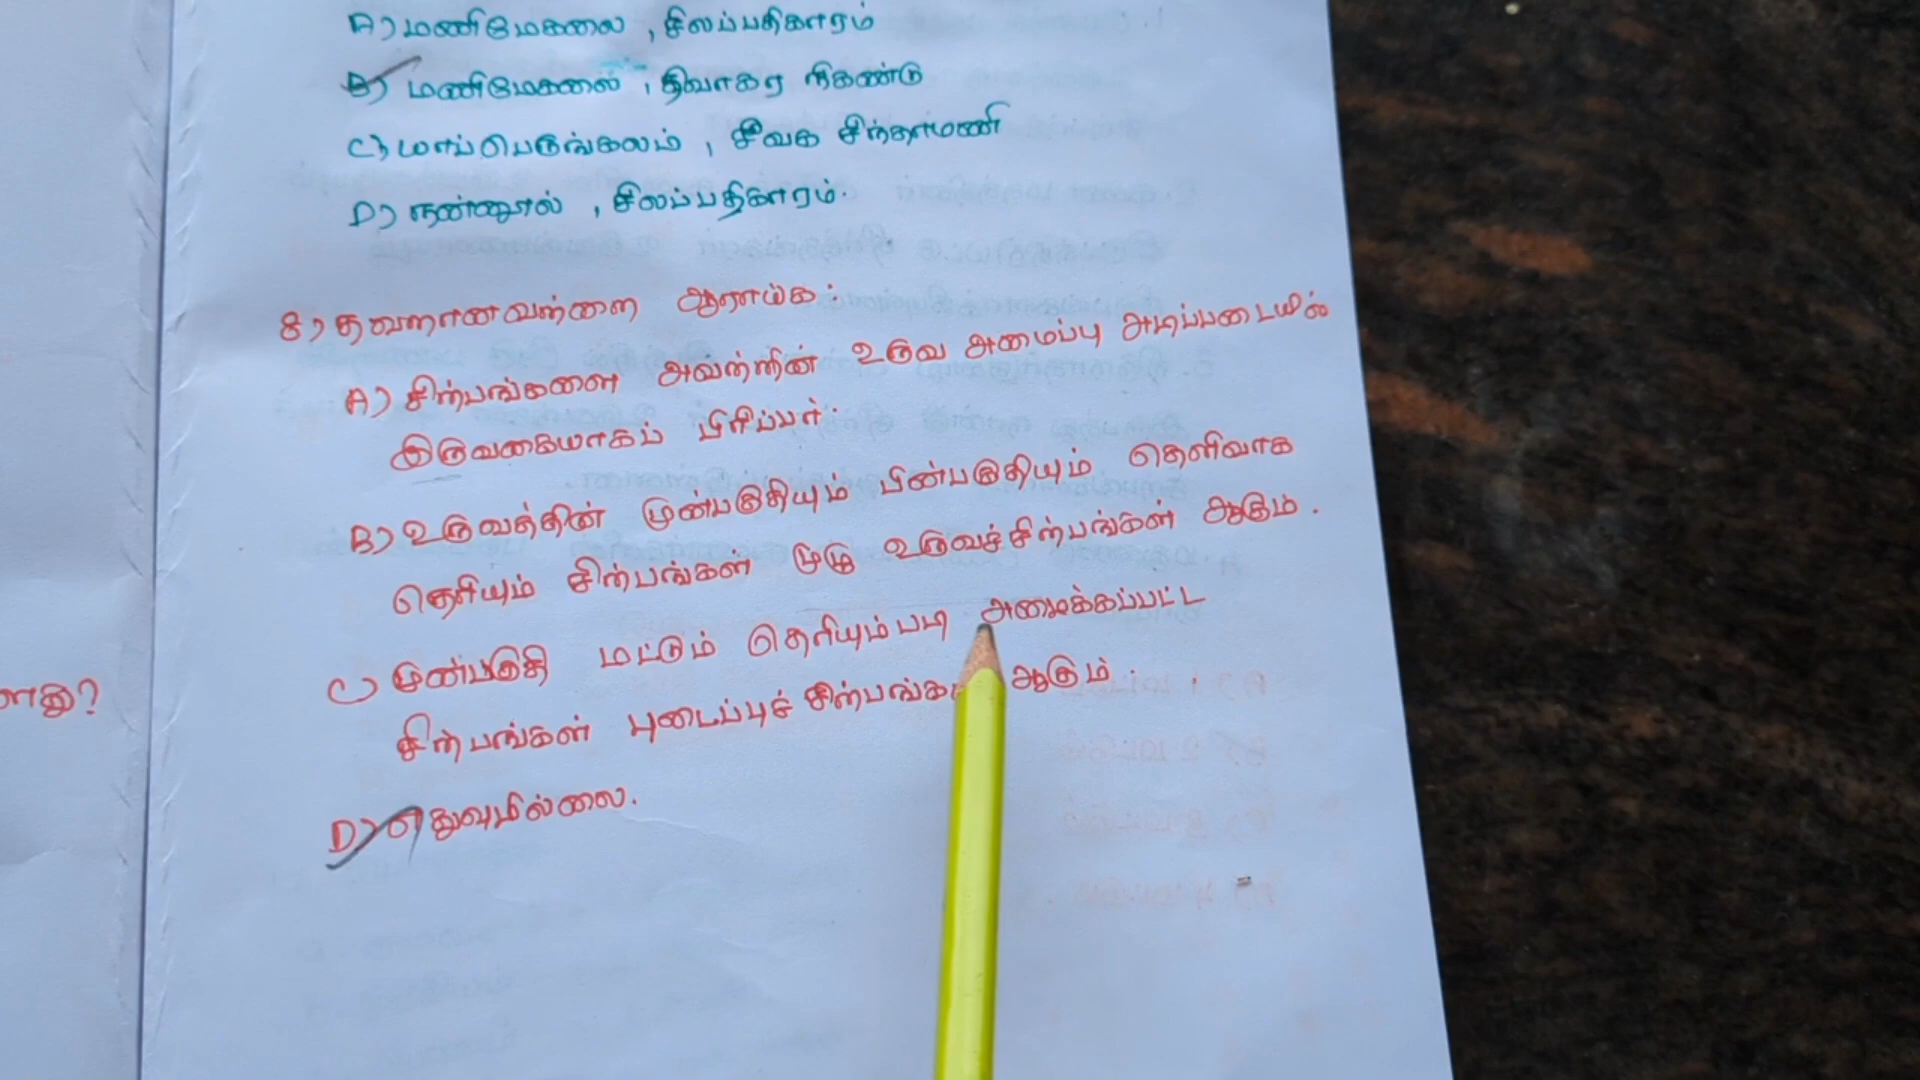 A) மணிமேகலை , சிலப்பதிகாரம்
B) மணிமேகலை , திவாகர நிகண்டு
C) யாப்பெருங்கலம் , சீவக சிந்தாமணி
D) நன்னூல் , சிலப்பதிகாரம்.
8) தவறானவற்றை ஆராய்க :
A) சிற்பங்களை அவற்றின் உருவ அமைப்பு அடிப்படையில்
இருவகையாகப் பிரிப்பர்.
B) உருவத்தின் முன்பகுதியும் பின்பகுதியும் தெளிவாக
தெரியும் சிற்பங்கள் முழு உருவச்சிற்பங்கள் ஆகும் .
C) முன்பகுதி மட்டும் தெரியும்படி அமைக்கப்பட்ட
ளது?
சிற்பங்கள் புடைப்புச் சிற்பங்க ஆகும் .
D) எதுவுமில்லை.